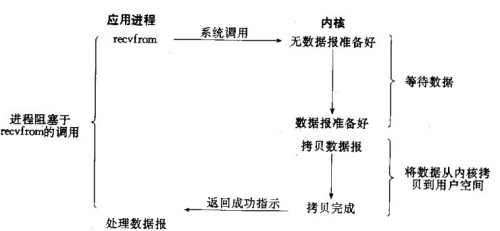 应用进程
内核
recvfrom
系统调用
无数据报准备好
等待数据
数据报准备好
进程阻塞于
recvfrom的调用
拷贝数据报
将数据从内核拷
贝到用户空间
返回成功指示
拷贝完成
处理数据报